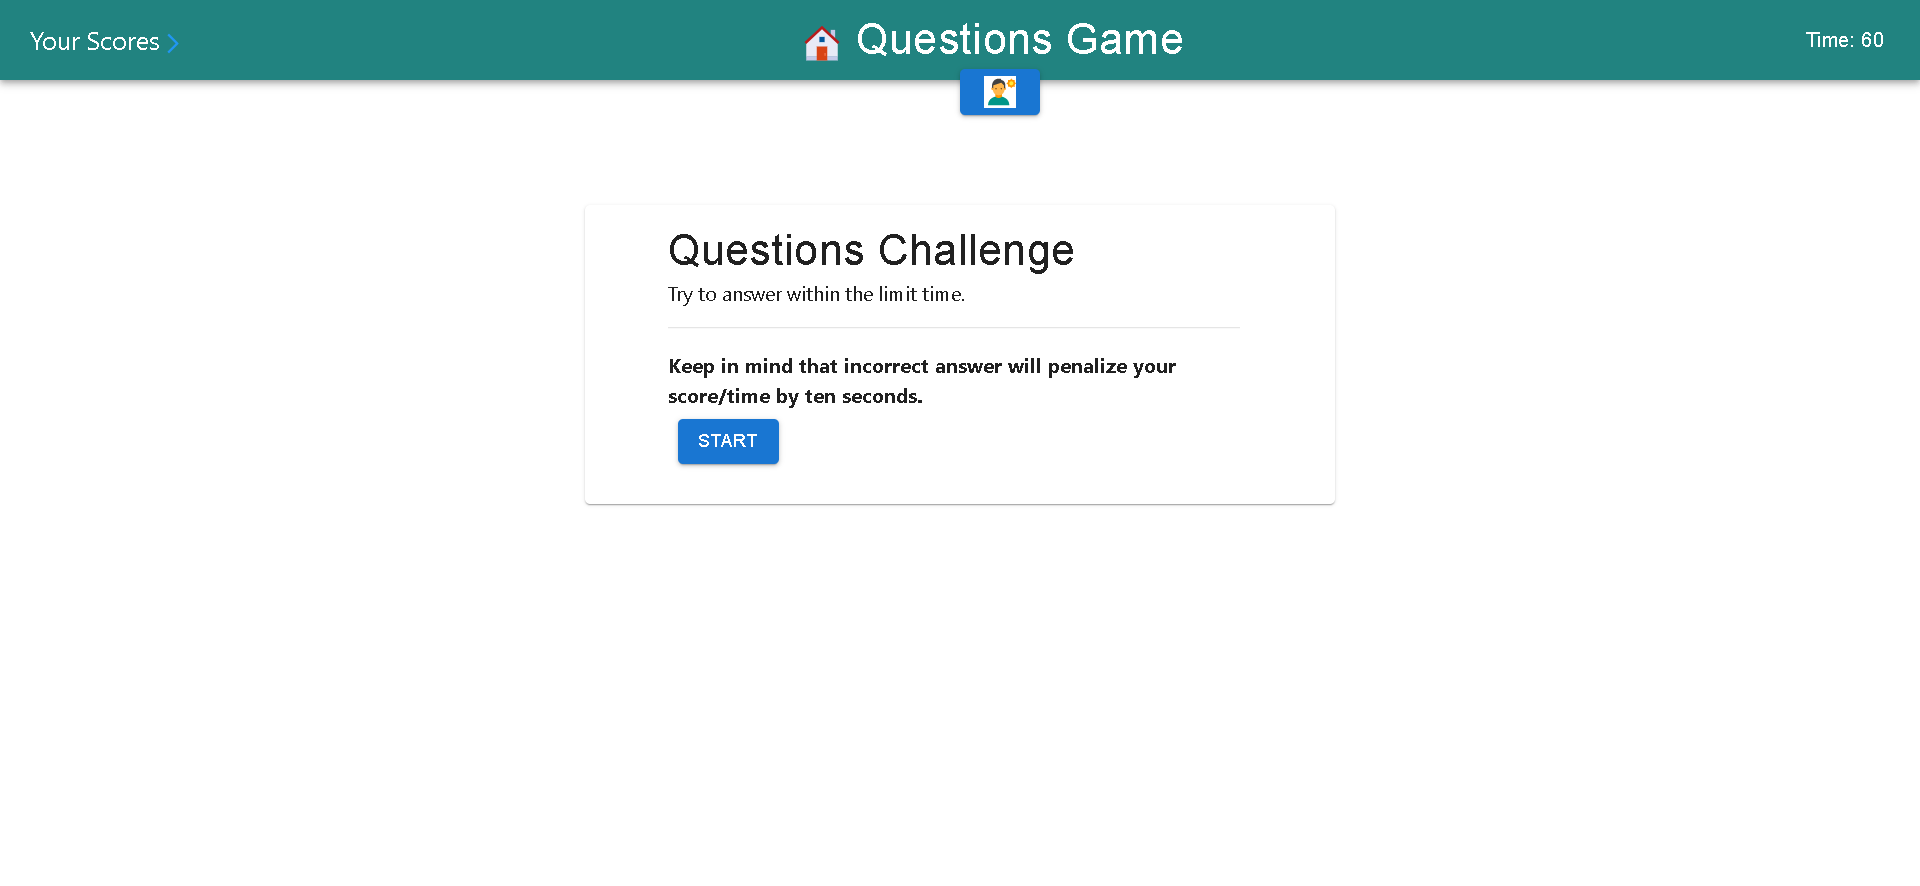 Your Scores
Questions Game
Time: 60
Questions Challenge
Try to answer within the limit time.
Keep in mind that incorrect answer will penalize your
score/time by ten seconds.
START